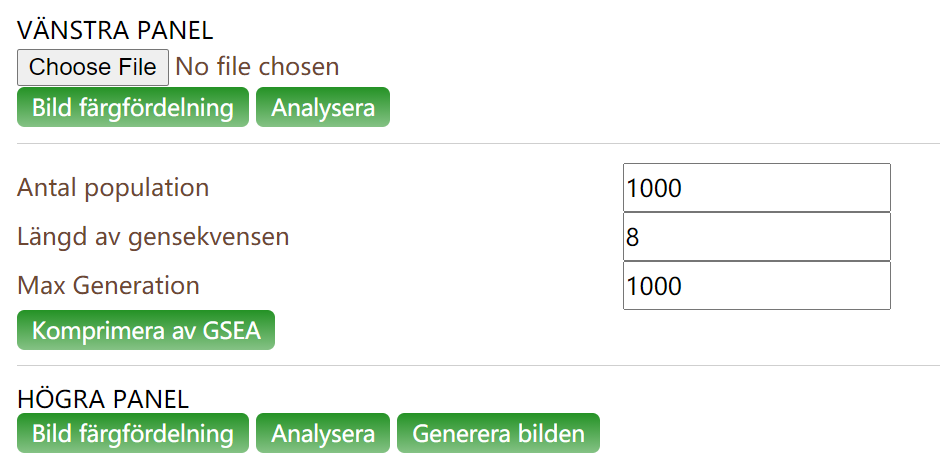 VÄNSTRA PANEL
Choose File No file chosen
Bild färgfördelning Analysera
Antal population 1000
Längd av gensekvensen 8
Max Generation 1000
Komprimera av GSEA
HÖGRA PANEL
Bild färgfördelning Analysera Generera bilden